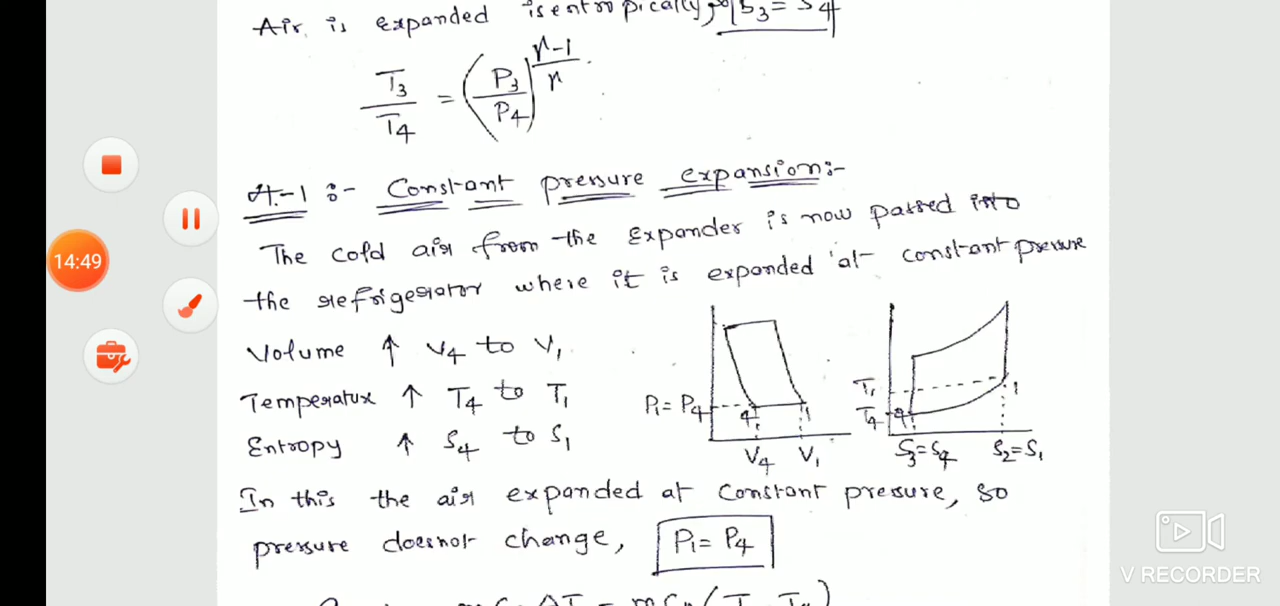 Air is expanded isentropically, S3 = S4
T3/T4 = (P3/P4)^(r-1/r)
4-1 :- Constant pressure expansion:-
The cold air from the Expander is now passed into
the refrigerator where it is expanded at constant pressure
Volume ↑ V4 to V1
Temperature ↑ T4 to T1
Entropy ↑ S4 to S1
P1 = P4
4 1
V4 V1
T1
T4 4 1
S3=S4 S2=S1
In this the air expanded at constant pressure, so
pressure doesnot change, P1 = P4
14:49
V RECORDER